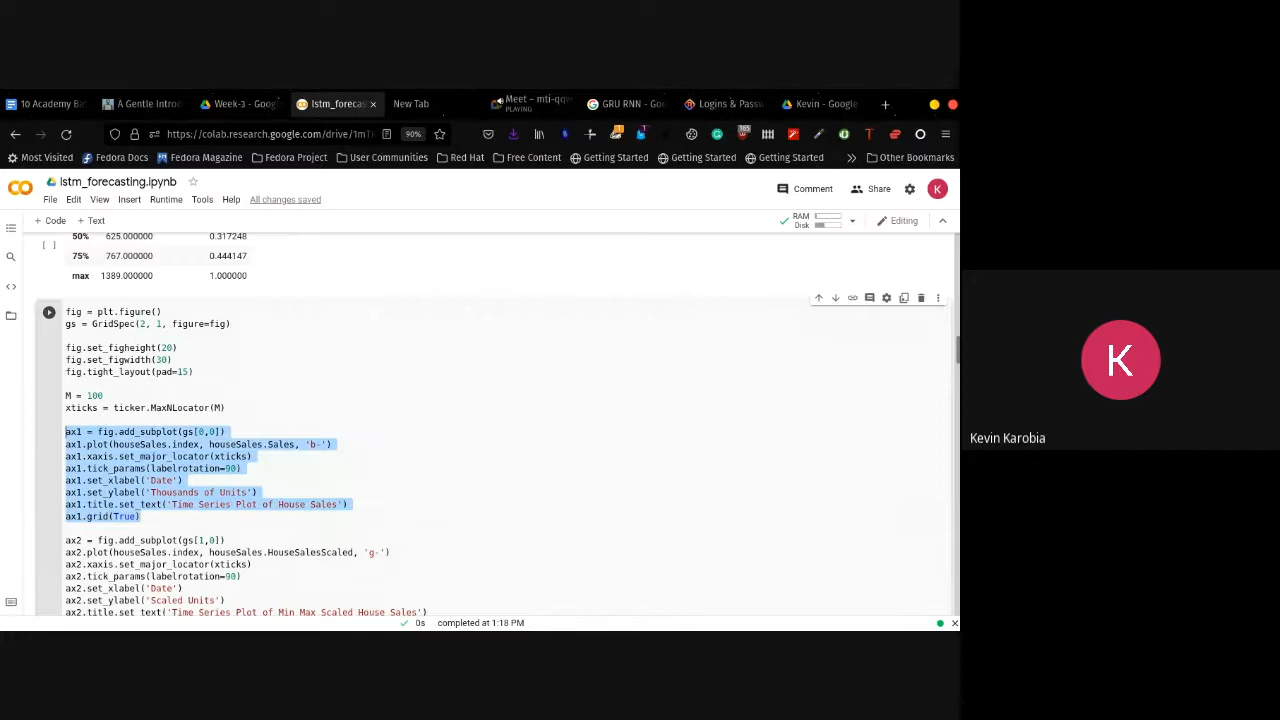 10 Academy Ba
A Gentle Intro
Week-3 - Goog
lstm_forecas
New Tab
Meet – mti-qqw
PLAYING
GRU RNN - Goo
Logins & Passw
Kevin - Google
https://colab.research.google.com/drive/1mT
90%
Most Visited
Fedora Docs
Fedora Magazine
Fedora Project
User Communities
Red Hat
Free Content
Getting Started
Getting Started
Getting Started
Other Bookmarks
lstm_forecasting.ipynb
Comment
Share
K
File Edit View Insert Runtime Tools Help All changes saved
+ Code + Text
RAM
Disk
Editing
50% 625.000000 0.317248
[ ]
75% 767.000000 0.444147
max 1389.000000 1.000000
fig = plt.figure()
gs = GridSpec(2, 1, figure=fig)
fig.set_figheight(20)
fig.set_figwidth(30)
fig.tight_layout(pad=15)
M = 100
xticks = ticker.MaxNLocator(M)
ax1 = fig.add_subplot(gs[0,0])
ax1.plot(houseSales.index, houseSales.Sales, 'b-')
ax1.xaxis.set_major_locator(xticks)
ax1.tick_params(labelrotation=90)
ax1.set_xlabel('Date')
ax1.set_ylabel('Thousands of Units')
ax1.title.set_text('Time Series Plot of House Sales')
ax1.grid(True)
ax2 = fig.add_subplot(gs[1,0])
ax2.plot(houseSales.index, houseSales.HouseSalesScaled, 'g-')
ax2.xaxis.set_major_locator(xticks)
ax2.tick_params(labelrotation=90)
ax2.set_xlabel('Date')
ax2.set_ylabel('Scaled Units')
ax2.title.set_text('Time Series Plot of Min Max Scaled House Sales')
0s completed at 1:18 PM
K
Kevin Karobia